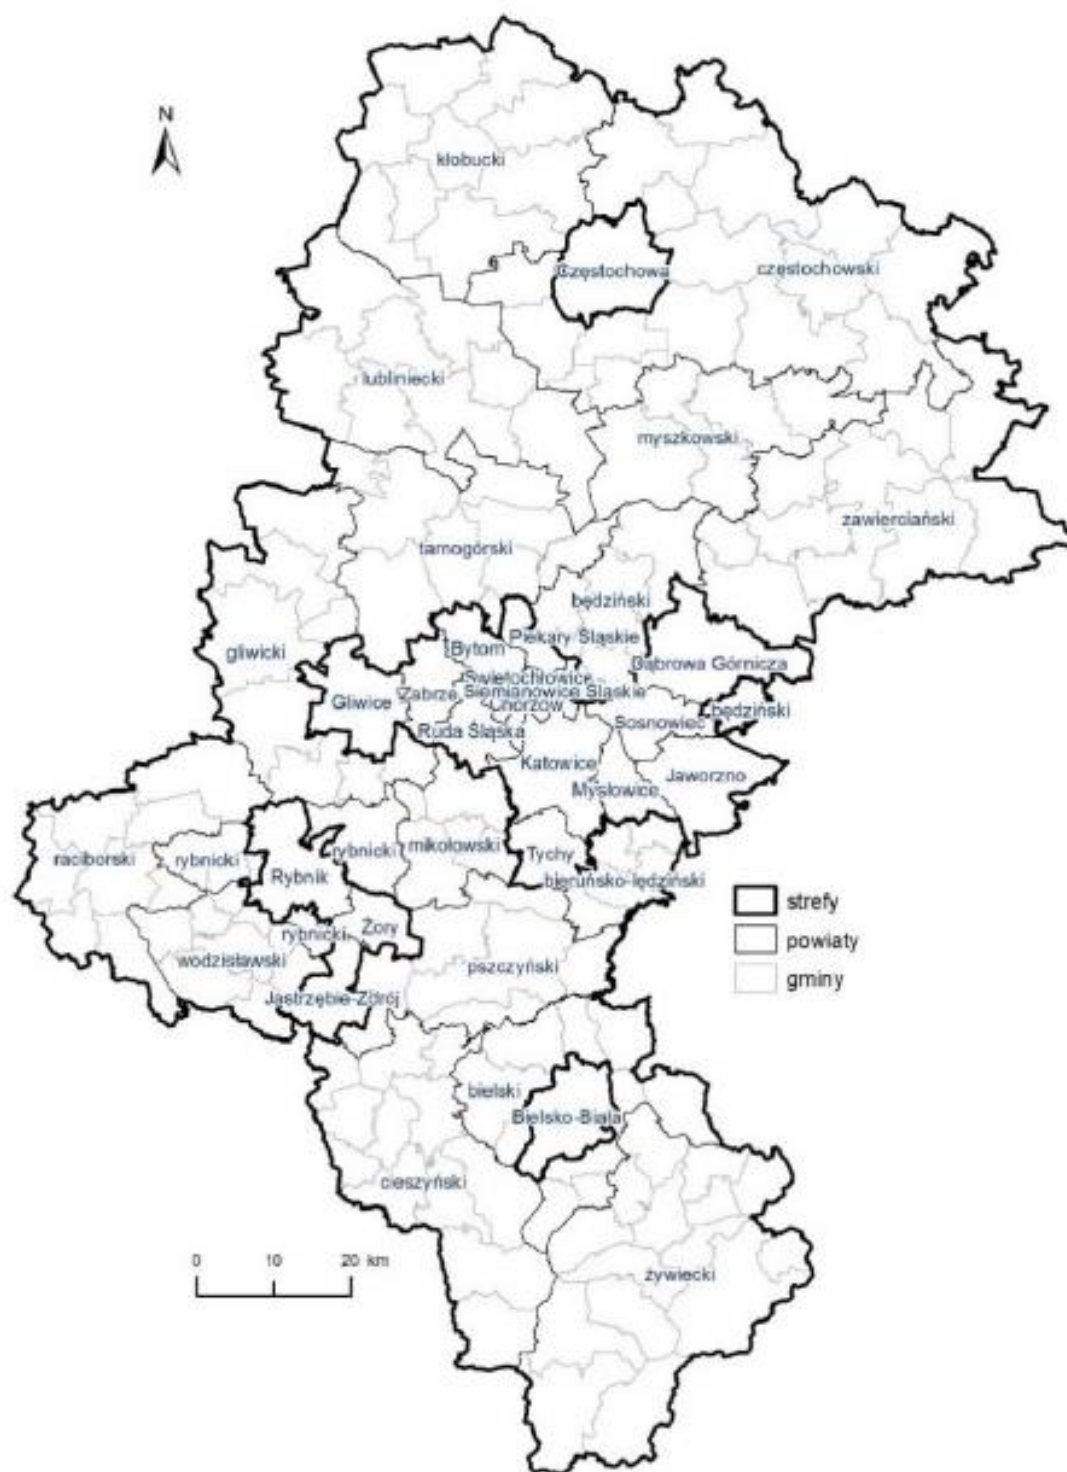 N
kłobucki
Częstochowa
częstochowski
lubliniecki
myszkowski
zawierciański
tarnogórski
będziński
Piekary Śląskie
Bytom
gliwicki
Dąbrowa Górnicza
Świętochłowice
Siemianowice Śląskie
Zabrze
Gliwice
Chorzów
będziński
Sosnowiec
Ruda Śląska
Katowice
Jaworzno
Mysłowice
raciborski
rybnicki
rybnicki
mikołowski
Tychy
Rybnik
bieruńsko-lędziński
strefy
rybnicki
Żory
powiaty
wodzisławski
pszczyński
gminy
Jastrzębie-Zdrój
bielski
Bielsko-Biała
cieszyński
0 10 20 km
żywiecki